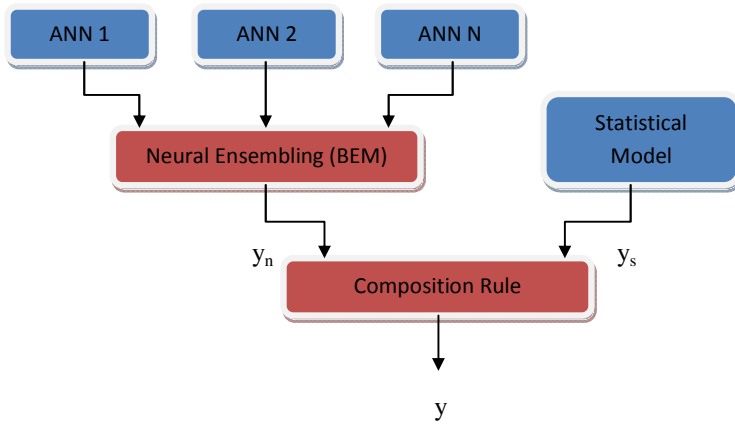 ANN 1
ANN 2
ANN N
Statistical
Model
Neural Ensembling (BEM)
yn
ys
Composition Rule
y